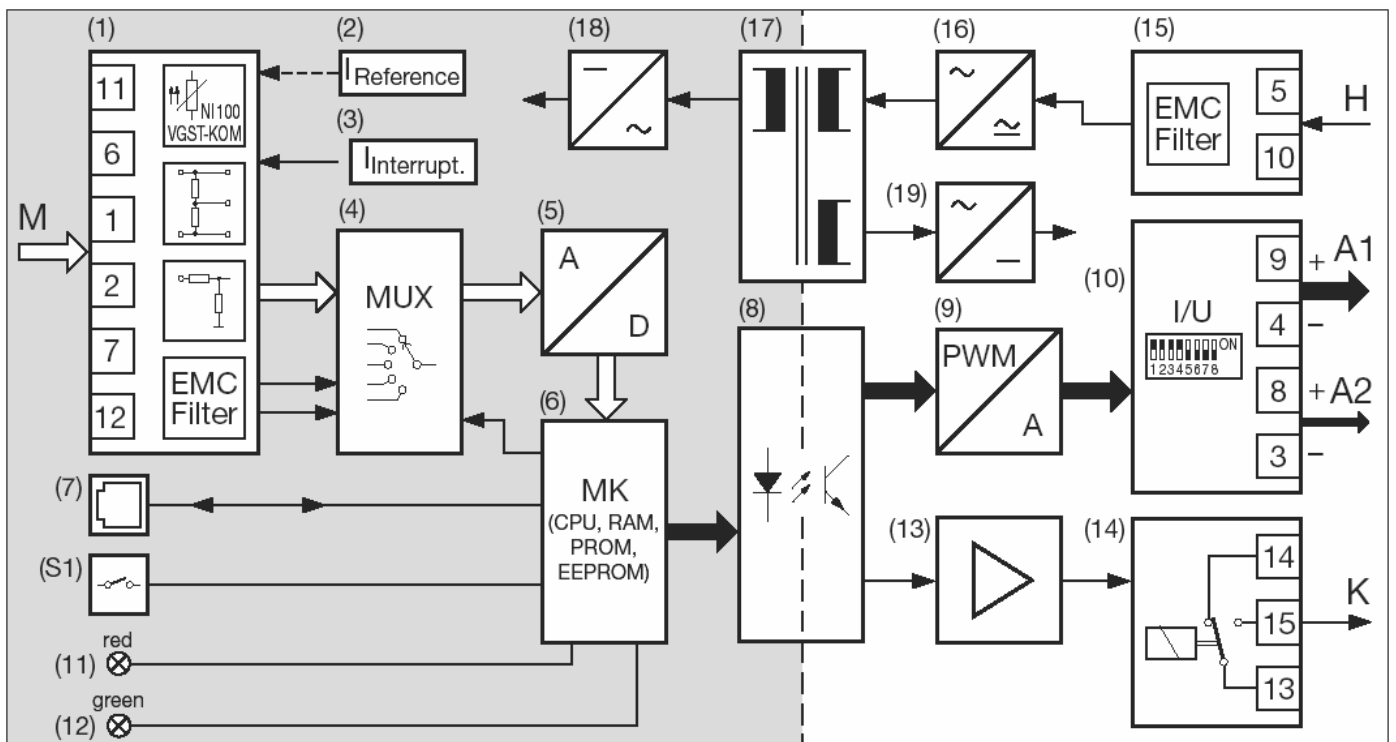 (1)
(2)
(18)
(17)
(16)
(15)
11
NI100
VGST-KOM
I Reference
~
~
EMC
Filter
5
H
10
6
(3)
I Interrupt.
1
M
(4)
(5)
(19)
~
9
+ A1
2
MUX
A
D
(10)
I/U
ON
12345678
4
−
(8)
(9)
7
EMC
Filter
12
PWM
A
8
+ A2
3
−
(6)
MK
(CPU, RAM,
PROM,
EEPROM)
(7)
(13)
(14)
14
15
K
13
(S1)
red
(11)
green
(12)